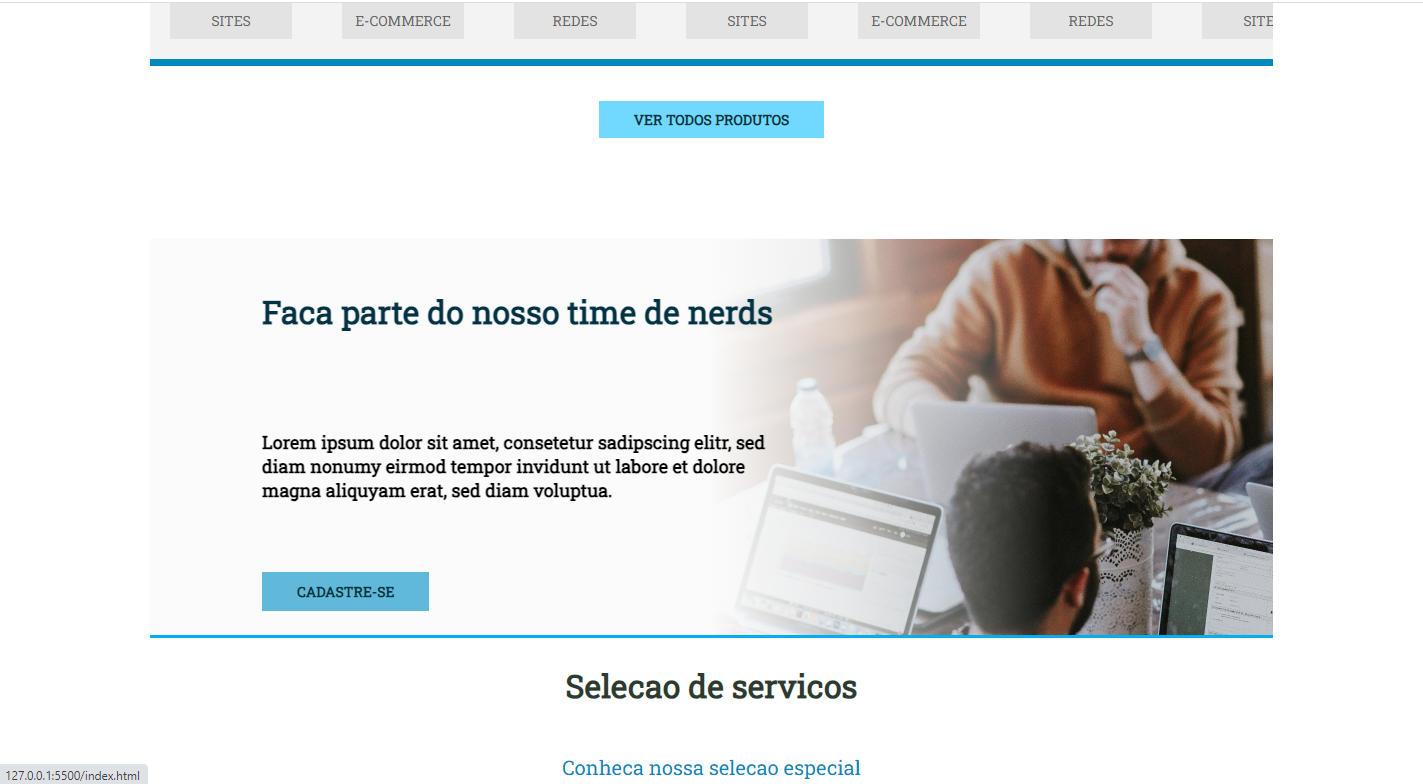 SITES E-COMMERCE REDES SITES E-COMMERCE REDES SITE
VER TODOS PRODUTOS
Faca parte do nosso time de nerds
Lorem ipsum dolor sit amet, consetetur sadipscing elitr, sed
diam nonumy eirmod tempor invidunt ut labore et dolore
magna aliquyam erat, sed diam voluptua.
CADASTRE-SE
Selecao de servicos
Conheca nossa selecao especial
127.0.0.1:5500/index.html